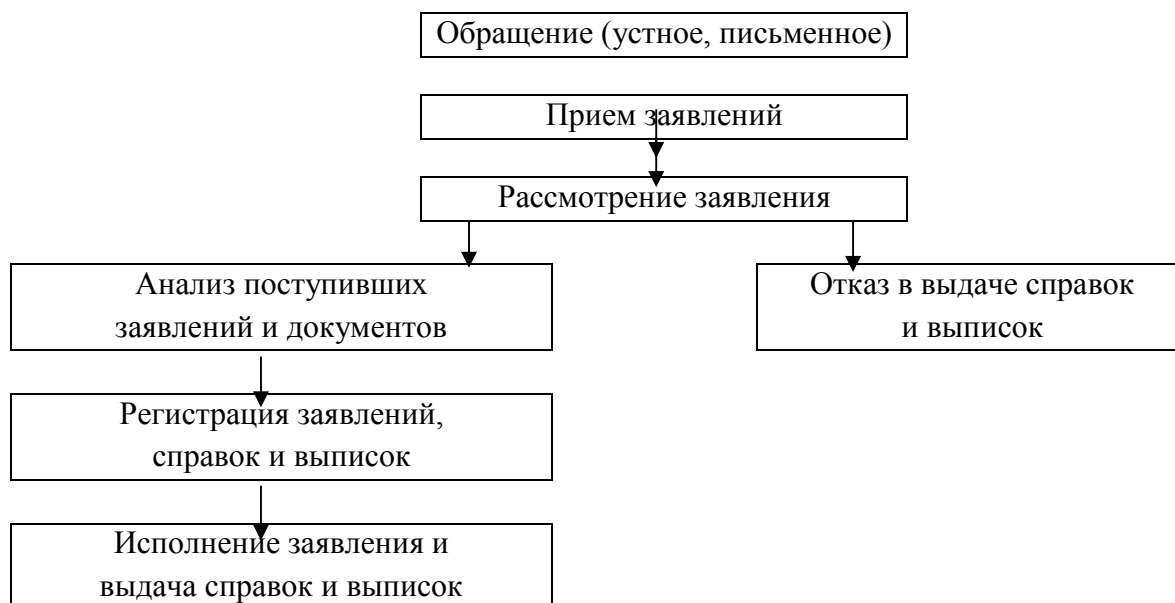 Обращение (устное, письменное)
Прием заявлений
Рассмотрение заявления
Анализ поступивших
заявлений и документов
Отказ в выдаче справок
и выписок
Регистрация заявлений,
справок и выписок
Исполнение заявления и
выдача справок и выписок